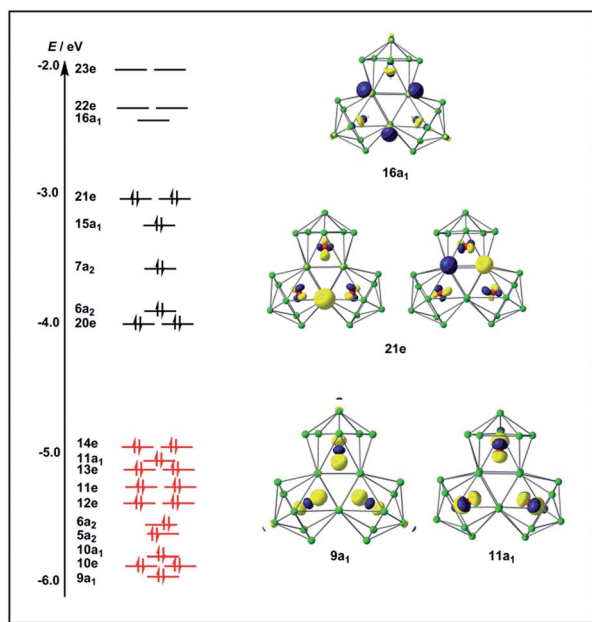 E / eV
-2.0
23e
22e
16a₁
16a₁
-3.0
21e
15a₁
7a₂
6a₂
-4.0
20e
21e
14e
-5.0
11a₁
13e
11e
12e
6a₂
5a₂
10a₁
10e
-6.0
9a₁
9a₁
11a₁